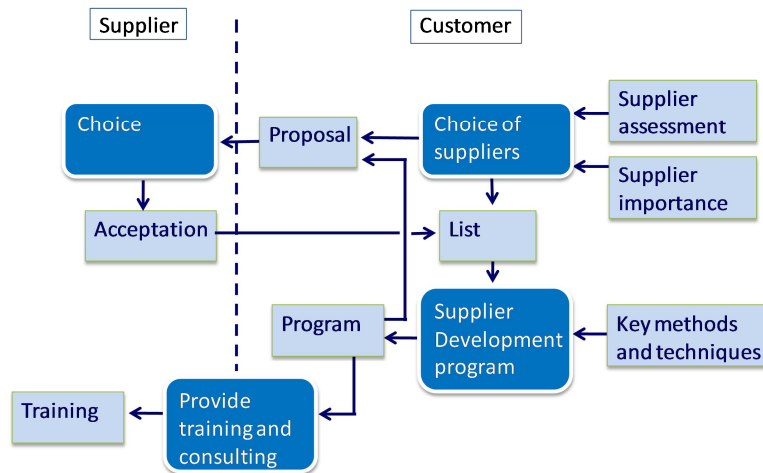 Supplier
Customer
Choice
Proposal
Choice of
suppliers
Supplier
assessment
Supplier
importance
Acceptation
List
Program
Supplier
Development
program
Key methods
and techniques
Training
Provide
training and
consulting